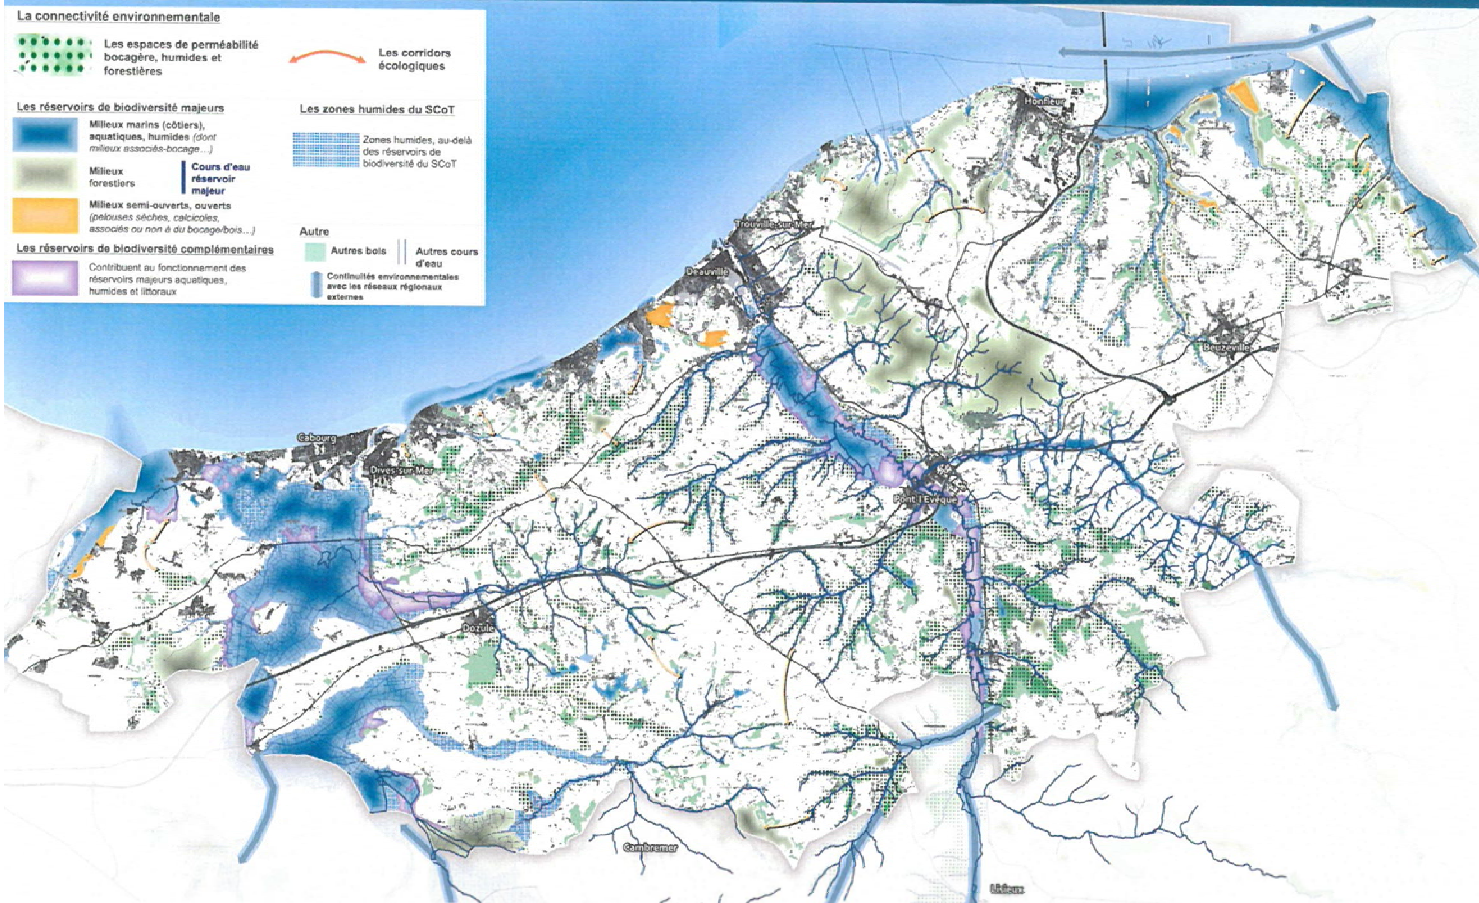 La connectivité environnementale
Les espaces de perméabilité
bocagère, humides et
forestières
Les corridors
écologiques
Les réservoirs de biodiversité majeurs
Milieux marins (côtiers),
aquatiques, humides (dont
milieux associés-bocage...)
Milieux
forestiers
Cours d'eau
réservoir
majeur
Milieux semi-ouverts, ouverts
(pelouses sèches, calcicoles,
associés ou non à du bocage/bois...)
Les réservoirs de biodiversité complémentaires
Contribuent au fonctionnement des
réservoirs majeurs aquatiques,
humides et littoraux
Les zones humides du SCoT
Zones humides, au-delà
des réservoirs de
biodiversité du SCoT
Autre
Autres bois
Autres cours
d'eau
Continuités environnementales
avec les réseaux régionaux
externes
Honfleur
Trouville-sur-Mer
Deauville
Beuzeville
Cabourg
Dives-sur-Mer
Pont l'Evêque
Dozulé
Cambremer
Lisieux